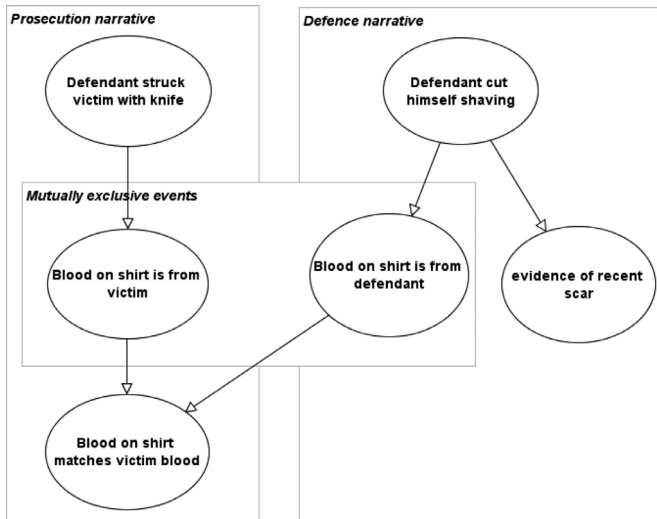 Prosecution narrative
Defence narrative
Defendant struck
victim with knife
Defendant cut
himself shaving
Mutually exclusive events
Blood on shirt is from
victim
Blood on shirt is from
defendant
evidence of recent
scar
Blood on shirt
matches victim blood